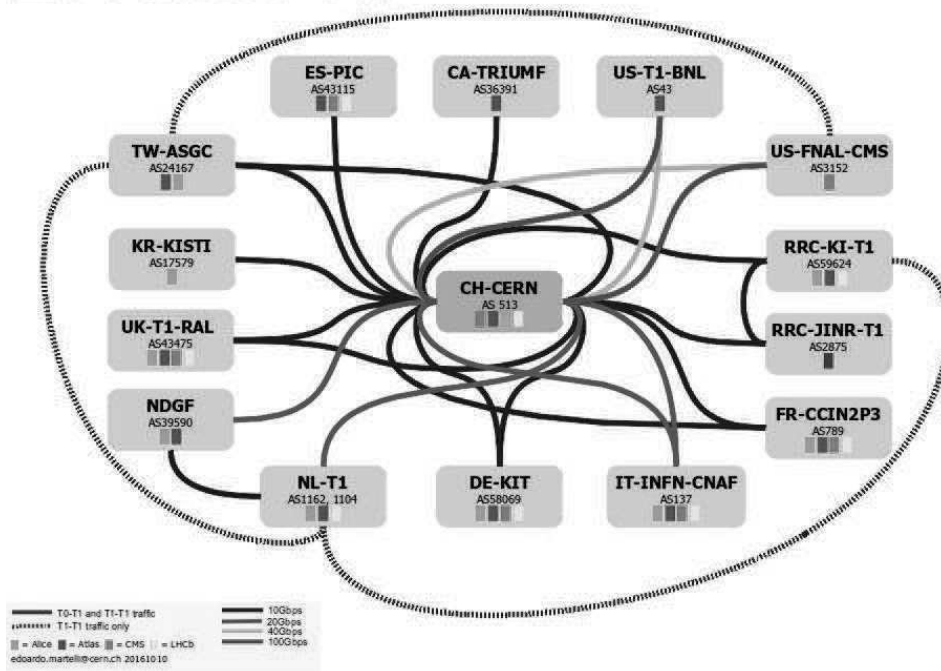 ES-PIC
AS43115
CA-TRIUMF
AS36391
US-T1-BNL
AS43
TW-ASGC
AS24167
US-FNAL-CMS
AS3152
KR-KISTI
AS17579
RRC-KI-T1
AS59624
CH-CERN
AS 513
UK-T1-RAL
AS43475
RRC-JINR-T1
AS2875
NDGF
AS39590
FR-CCIN2P3
AS789
NL-T1
AS1162, 1104
DE-KIT
AS58069
IT-INFN-CNAF
AS137
T0-T1 and T1-T1 traffic
T1-T1 traffic only
= Alice = Atlas = CMS = LHCb
edoardo.martelli@cern.ch 20161010
10Gbps
20Gbps
40Gbps
100Gbps